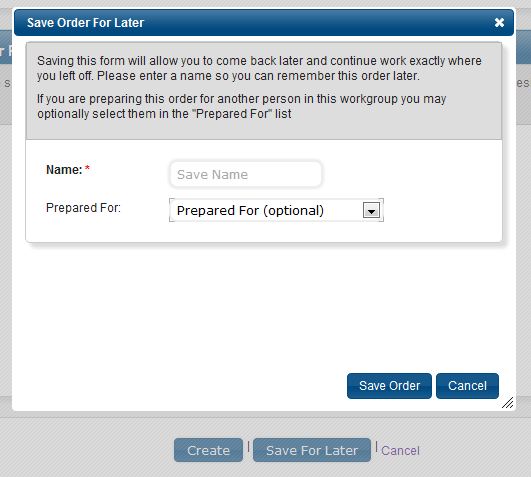 Save Order For Later
Saving this form will allow you to come back later and continue work exactly where
you left off. Please enter a name so you can remember this order later.
If you are preparing this order for another person in this workgroup you may
optionally select them in the "Prepared For" list
Name: *
Save Name
Prepared For:
Prepared For (optional)
Save Order
Cancel
Create | Save For Later | Cancel